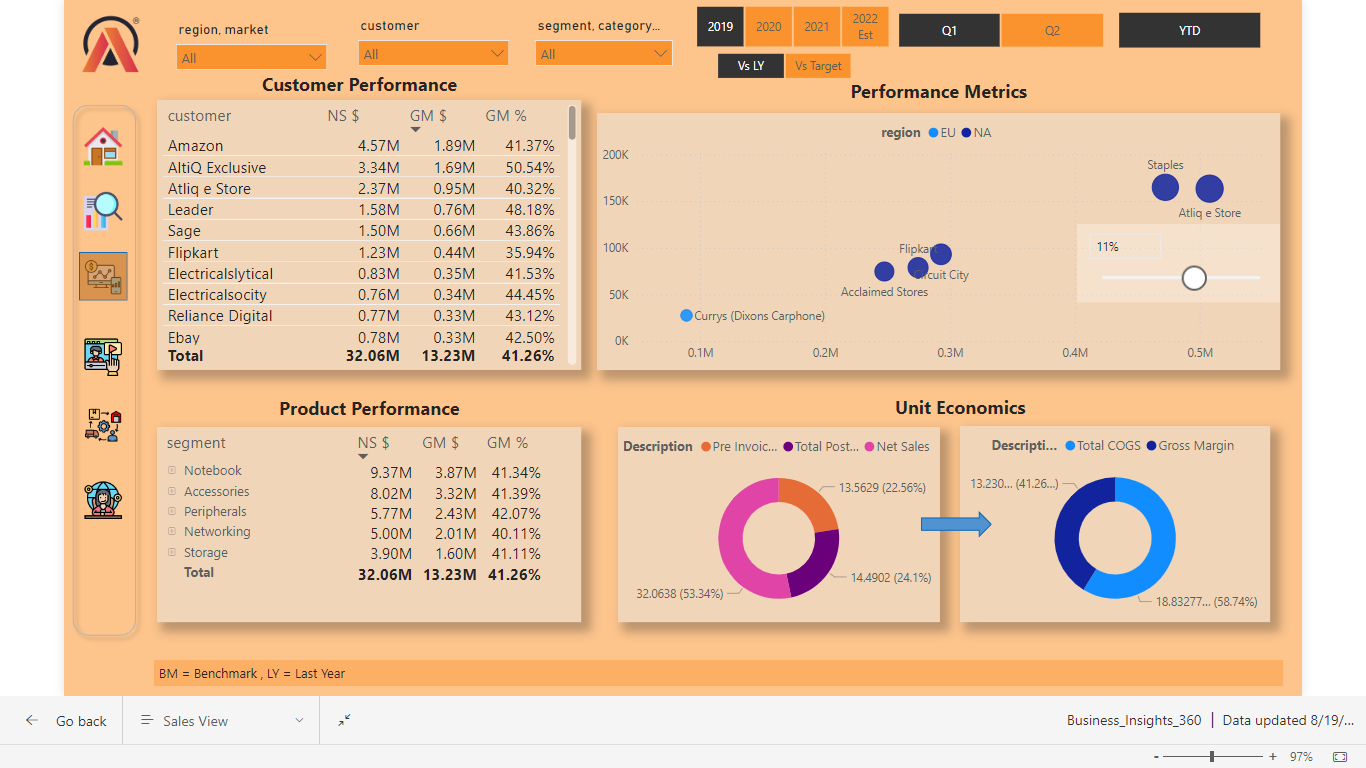 region, market
customer
segment, category...
All
All
All
2019
2020
2021
2022
Est
Q1
Q2
YTD
Vs LY
Vs Target
Customer Performance
customer NS $ GM $ GM %
Amazon 4.57M 1.89M 41.37%
AltiQ Exclusive 3.34M 1.69M 50.54%
Atliq e Store 2.37M 0.95M 40.32%
Leader 1.58M 0.76M 48.18%
Sage 1.50M 0.66M 43.86%
Flipkart 1.23M 0.44M 35.94%
Electricalslytical 0.83M 0.35M 41.53%
Electricalsocity 0.76M 0.34M 44.45%
Reliance Digital 0.77M 0.33M 43.12%
Ebay 0.78M 0.33M 42.50%
Total 32.06M 13.23M 41.26%
Performance Metrics
region EU NA
200K
150K
100K
50K
0K
Staples
Atliq e Store
11%
Flipkar
Circuit City
Acclaimed Stores
Currys (Dixons Carphone)
0.1M 0.2M 0.3M 0.4M 0.5M
Product Performance
segment NS $ GM $ GM %
Notebook 9.37M 3.87M 41.34%
Accessories 8.02M 3.32M 41.39%
Peripherals 5.77M 2.43M 42.07%
Networking 5.00M 2.01M 40.11%
Storage 3.90M 1.60M 41.11%
Total 32.06M 13.23M 41.26%
Unit Economics
Description Pre Invoic... Total Post... Net Sales
13.5629 (22.56%)
14.4902 (24.1%)
32.0638 (53.34%)
Descripti... Total COGS Gross Margin
13.230... (41.26...)
18.83277... (58.74%)
BM = Benchmark , LY = Last Year
Go back
Sales View
Business_Insights_360 | Data updated 8/19/...
- + 97%